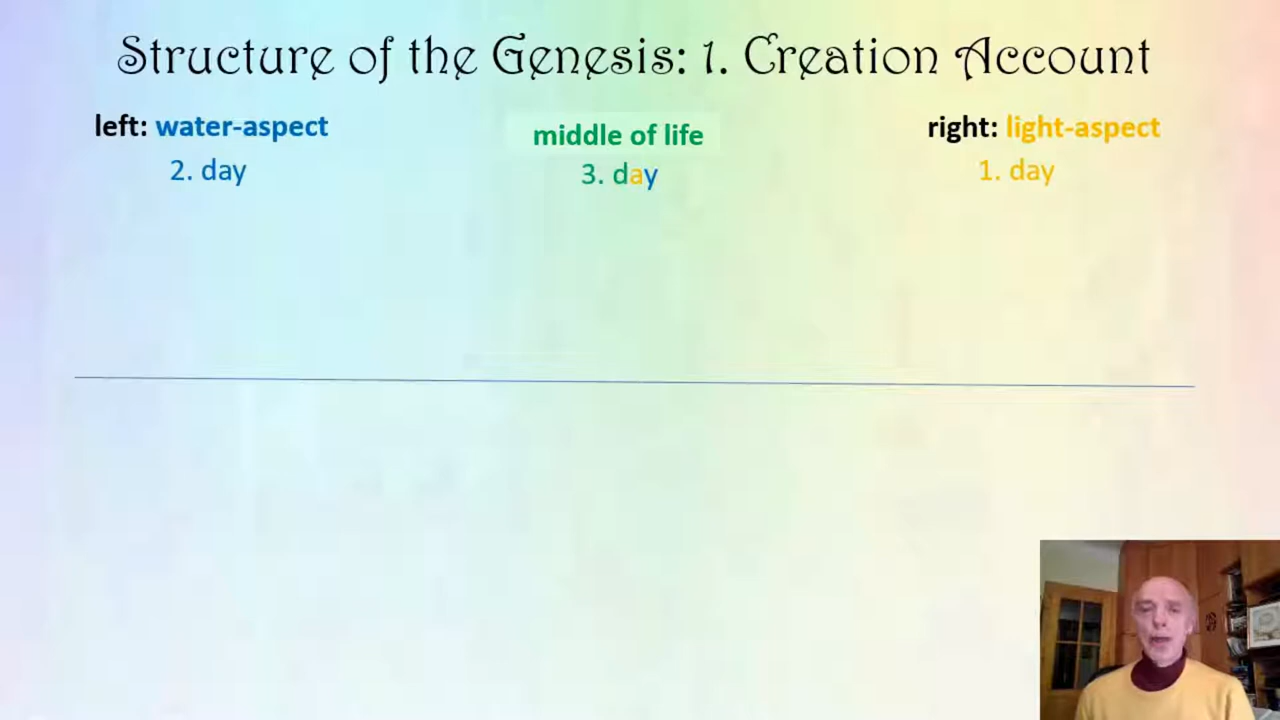 Structure of the Genesis: 1. Creation Account
left: water-aspect
2. day
middle of life
3. day
right: light-aspect
1. day